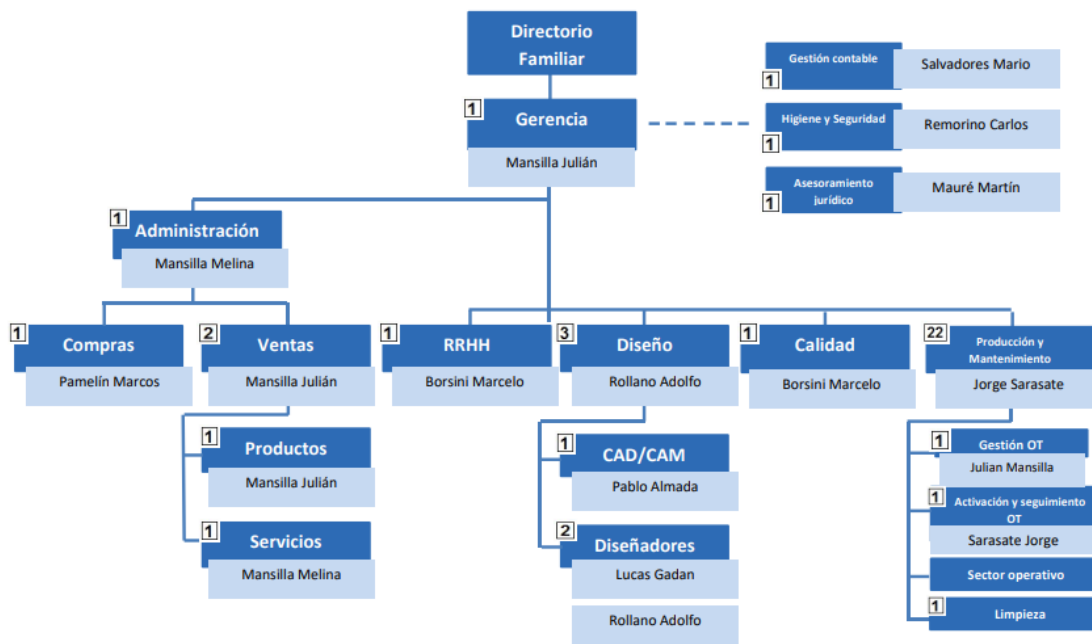 Directorio
Familiar
1
Gerencia
Mansilla Julián
Gestión contable
1
Salvadores Mario
Higiene y Seguridad
1
Remorino Carlos
Asesoramiento
jurídico
1
Mauré Martín
1
Administración
Mansilla Melina
1
Compras
Pamelín Marcos
2
Ventas
Mansilla Julián
1
Productos
Mansilla Julián
1
Servicios
Mansilla Melina
1
RRHH
Borsini Marcelo
3
Diseño
Rollano Adolfo
1
CAD/CAM
Pablo Almada
2
Diseñadores
Lucas Gadan
Rollano Adolfo
1
Calidad
Borsini Marcelo
22
Producción y
Mantenimiento
Jorge Sarasate
1
Gestión OT
Julian Mansilla
1
Activación y seguimiento
OT
Sarasate Jorge
Sector operativo
1
Limpieza